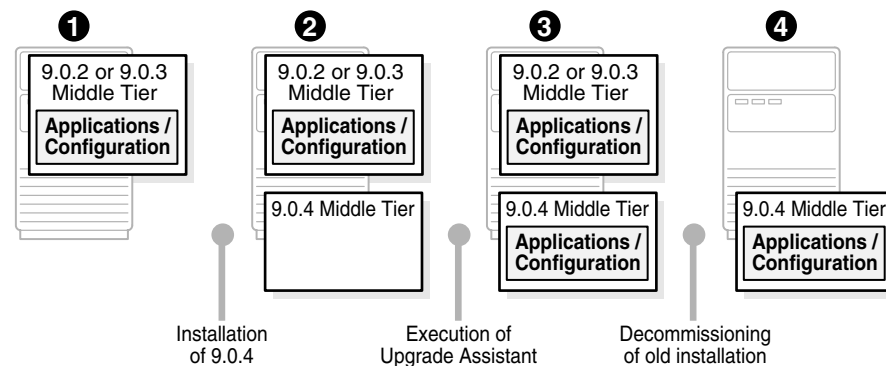 1
2
3
4
9.0.2 or 9.0.3
Middle Tier
Applications /
Configuration
9.0.2 or 9.0.3
Middle Tier
Applications /
Configuration
9.0.4 Middle Tier
9.0.2 or 9.0.3
Middle Tier
Applications /
Configuration
9.0.4 Middle Tier
Applications /
Configuration
9.0.4 Middle Tier
Applications /
Configuration
Installation
of 9.0.4
Execution of
Upgrade Assistant
Decommissioning
of old installation